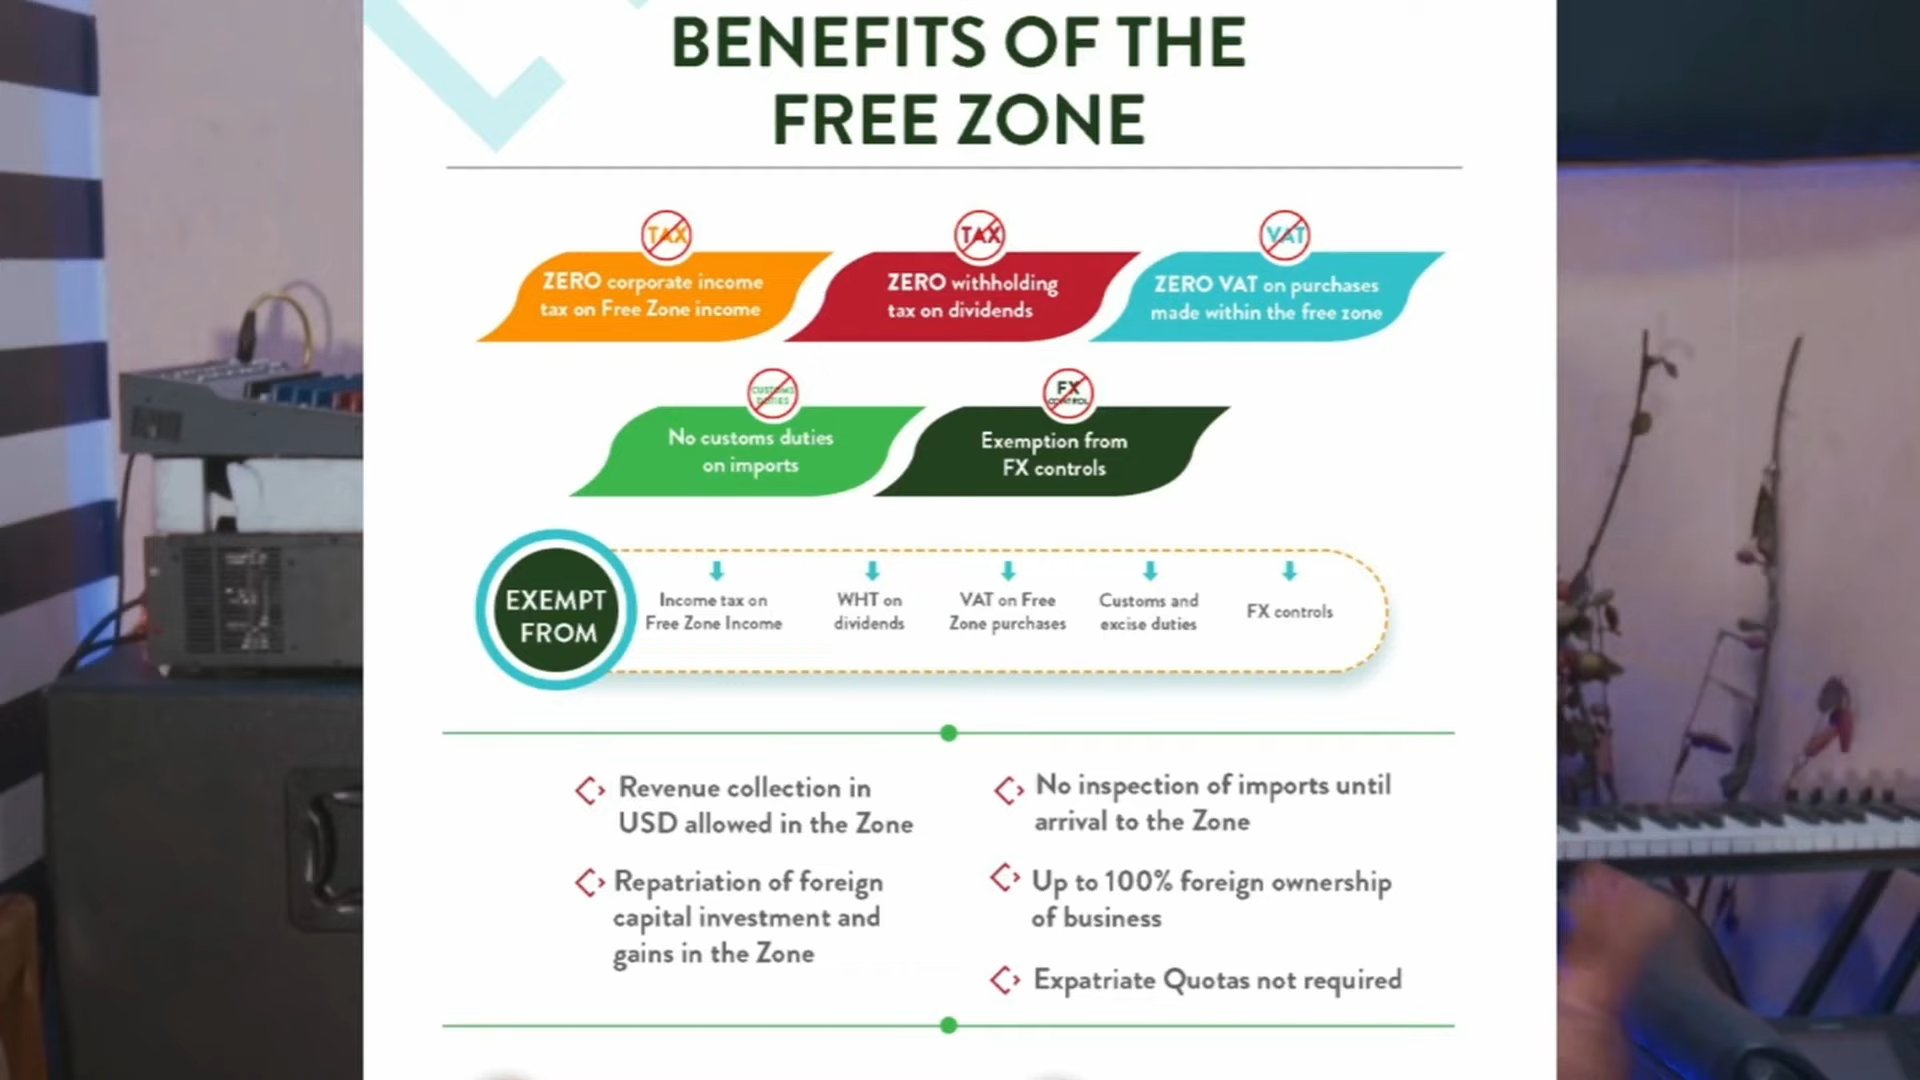 BENEFITS OF THE
FREE ZONE
TAX
TAX
VAT
ZERO corporate income
tax on Free Zone income
ZERO withholding
tax on dividends
ZERO VAT on purchases
made within the free zone
CUSTOMS
DUTIES
FX
CONTROL
No customs duties
on imports
Exemption from
FX controls
EXEMPT
FROM
Income tax on
Free Zone Income
WHT on
dividends
VAT on Free
Zone purchases
Customs and
excise duties
FX controls
Revenue collection in
USD allowed in the Zone
Repatriation of foreign
capital investment and
gains in the Zone
No inspection of imports until
arrival to the Zone
Up to 100% foreign ownership
of business
Expatriate Quotas not required